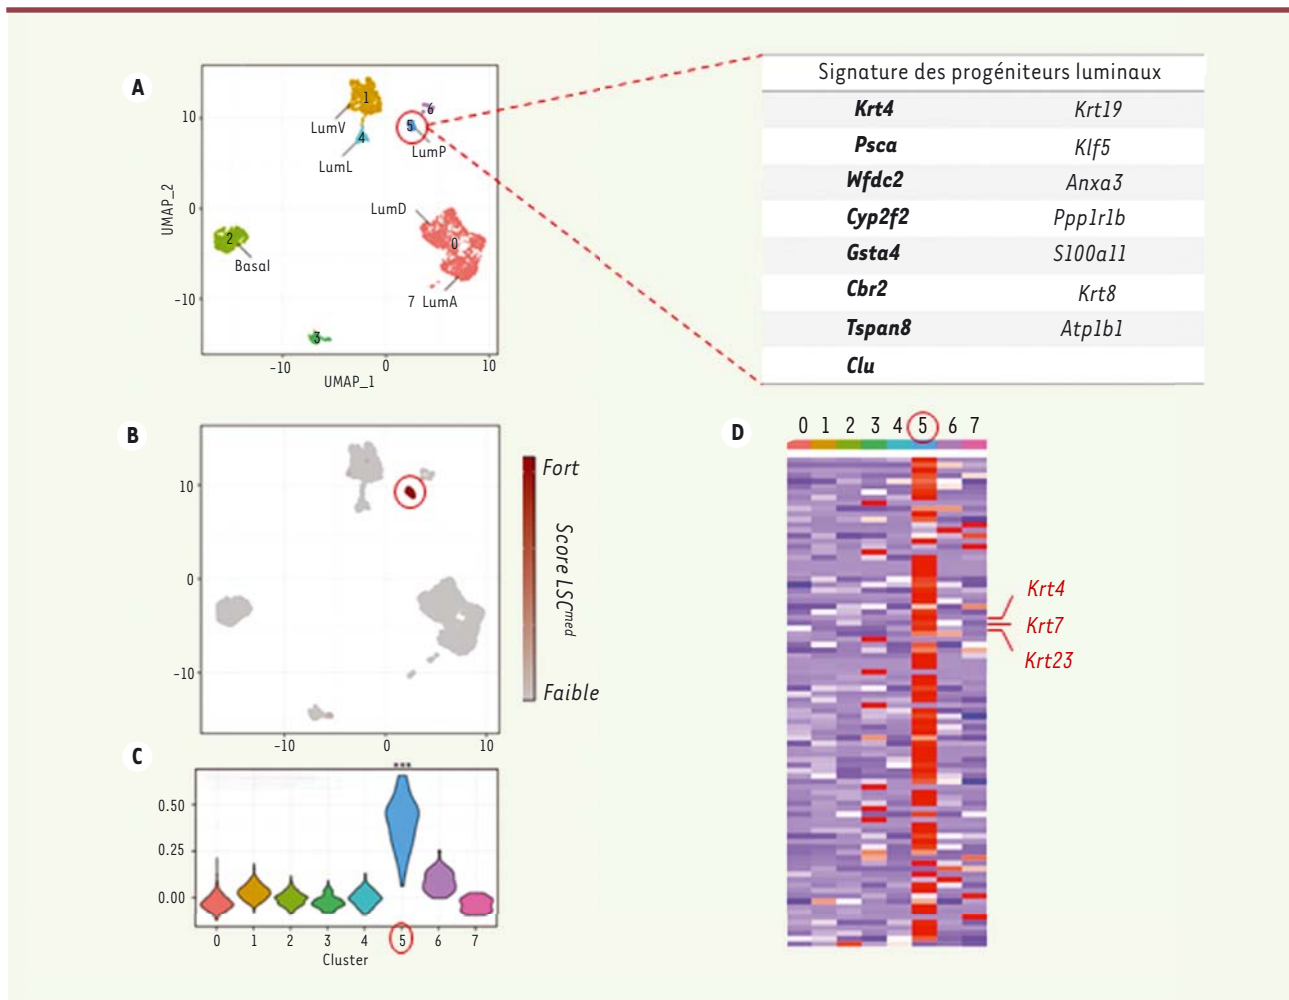 A
10
0
-10
UMAP_2
-10
0
10
UMAP_1
1
6
5
4
2
0
3
7
LumV
LumL
LumP
LumD
Basal
LumA
Signature des progéniteurs luminaux
Krt4 Krt19
Psca Klf5
Wfdc2 Anxa3
Cyp2f2 Ppp1r1b
Gsta4 S100a11
Cbr2 Krt8
Tspan8 Atp1b1
Clu
B
10
0
-10
-10
0
10
Fort
Score LSCmed
Faible
C
***
0.50
0.25
0.00
0 1 2 3 4 5 6 7
Cluster
D
0 1 2 3 4 5 6 7
Krt4
Krt7
Krt23